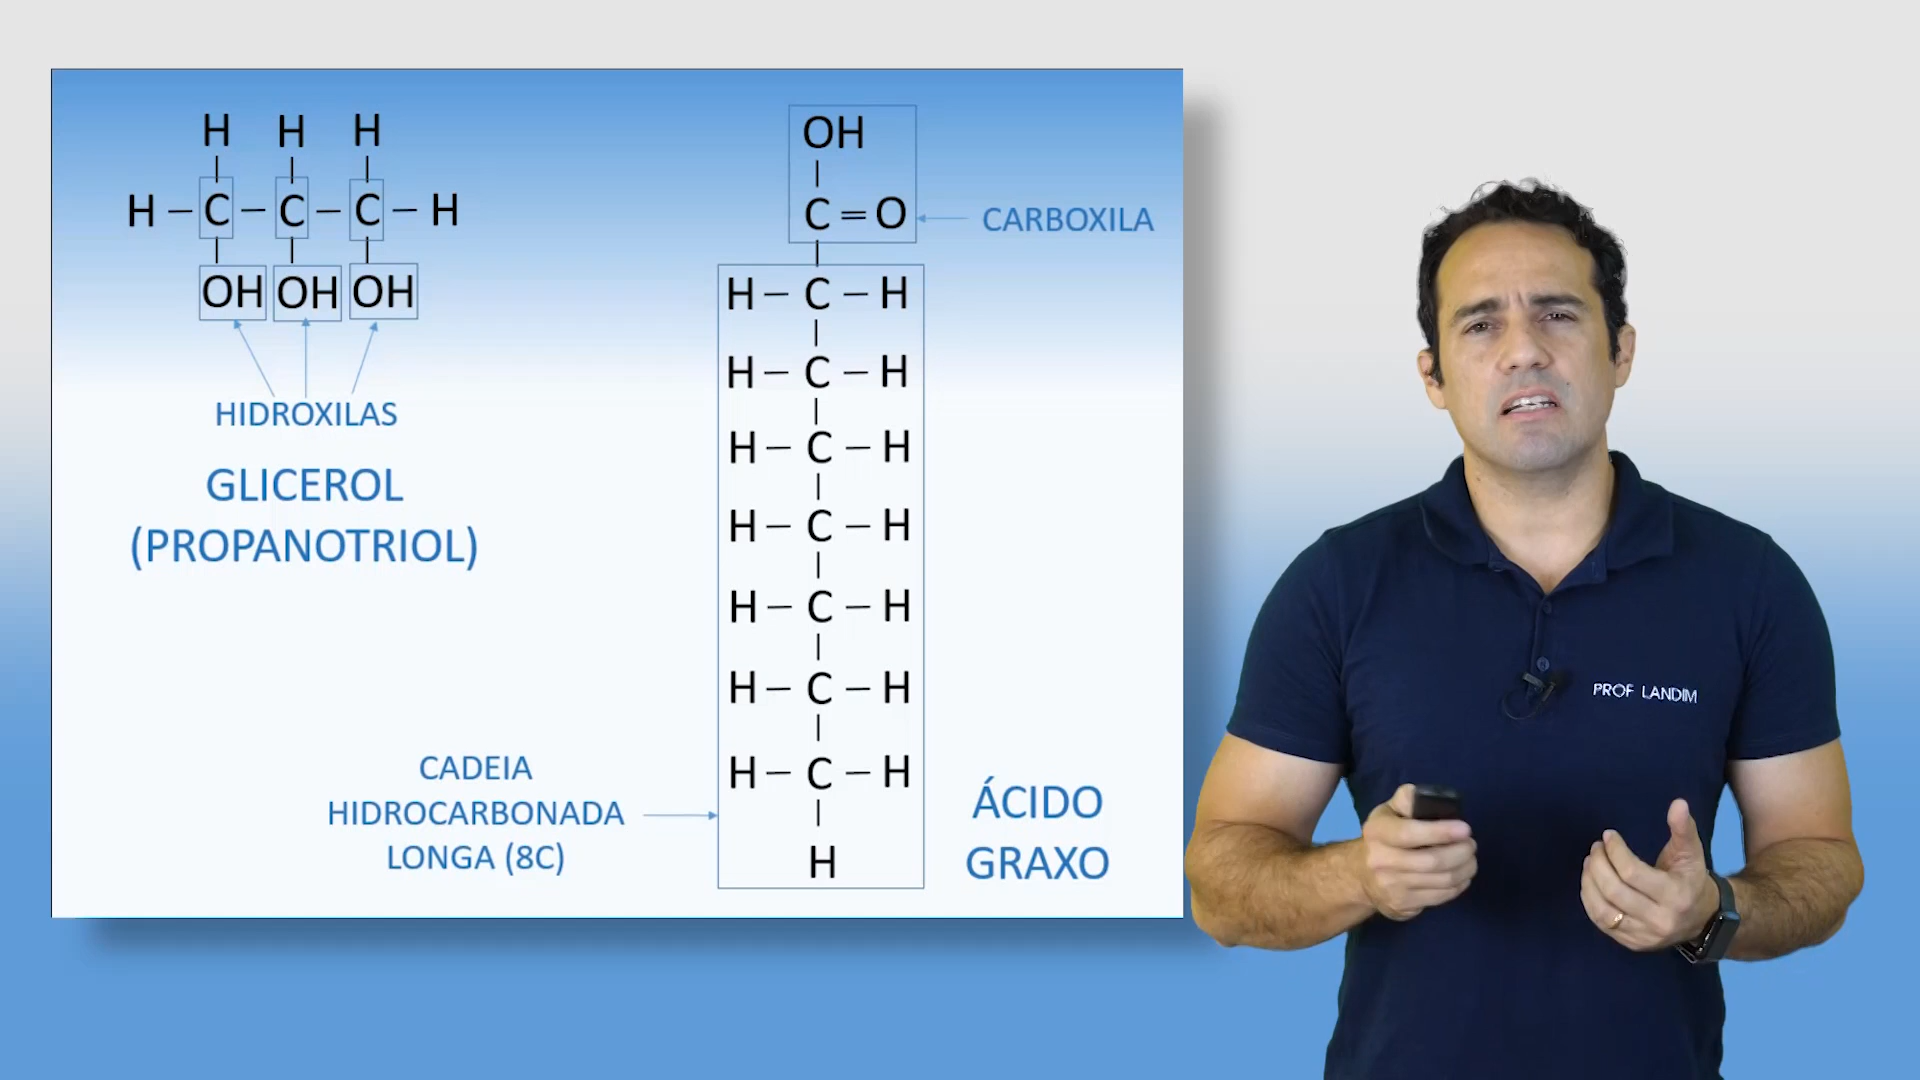 H H H
H – C – C – C – H
OH OH OH
HIDROXILAS
GLICEROL
(PROPANOTRIOL)
OH
C = O
CARBOXILA
H – C – H
H – C – H
H – C – H
H – C – H
H – C – H
H – C – H
H – C – H
H
CADEIA
HIDROCARBONADA
LONGA (8C)
ÁCIDO
GRAXO
PROF LANDIM